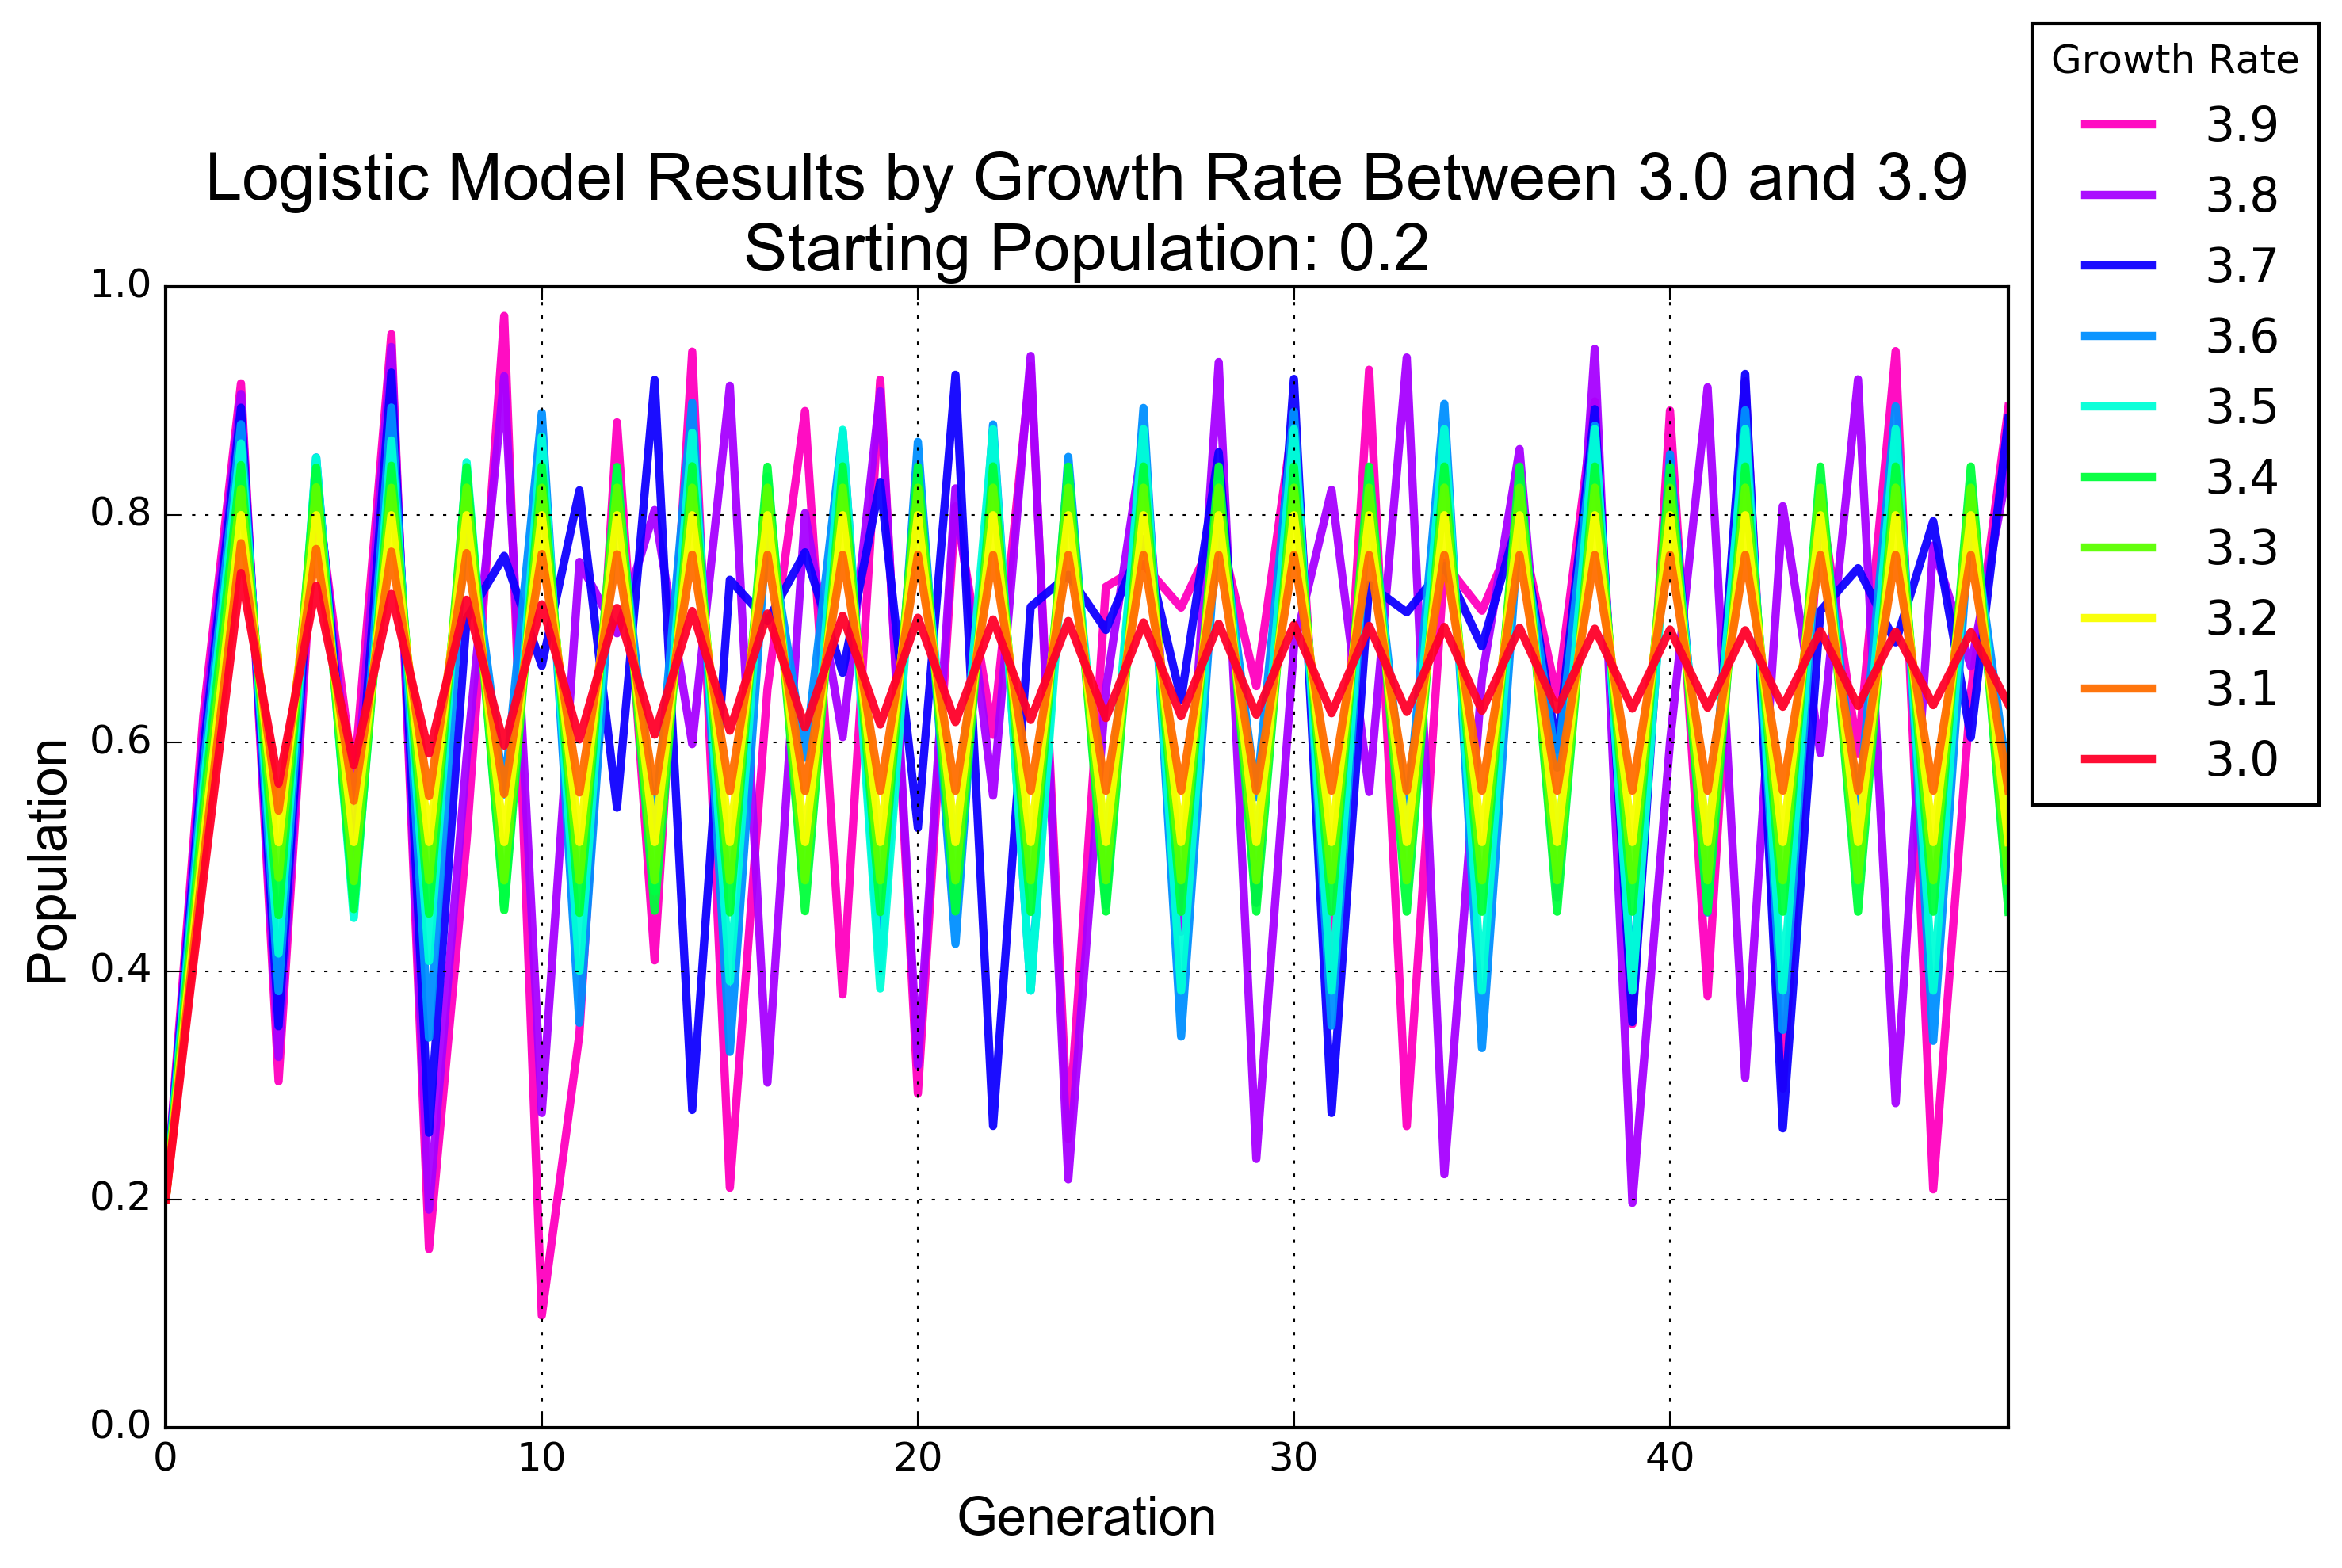 Logistic Model Results by Growth Rate Between 3.0 and 3.9
Starting Population: 0.2
Growth Rate
3.9
3.8
3.7
3.6
3.5
3.4
3.3
3.2
3.1
3.0
Population
1.0
0.8
0.6
0.4
0.2
0.0
0 10 20 30 40
Generation